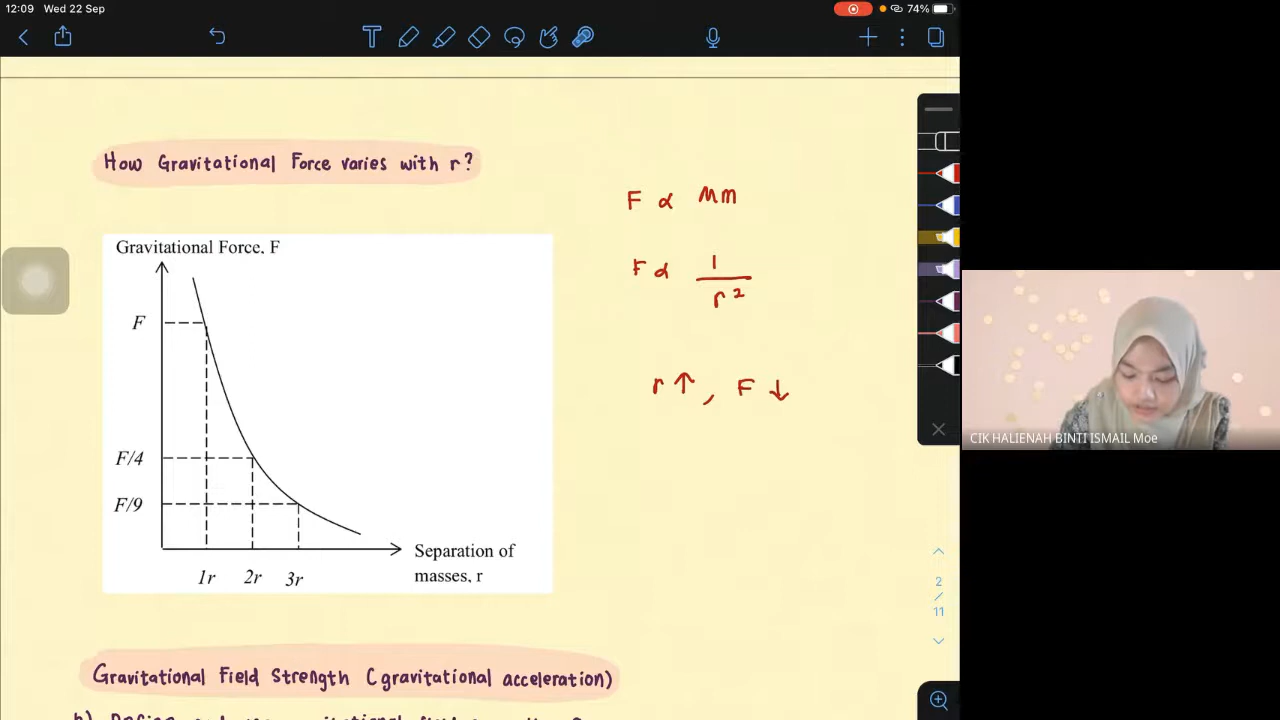 12:09 Wed 22 Sep
74%
How Gravitational Force varies with r?
F ∝ Mm
F ∝ 1/r²
r ↑, F ↓
Gravitational Force, F
F
F/4
F/9
1r 2r 3r
Separation of
masses, r
CIK HALIENAH BINTI ISMAIL Moe
2
/
11
Gravitational Field Strength (gravitational acceleration)